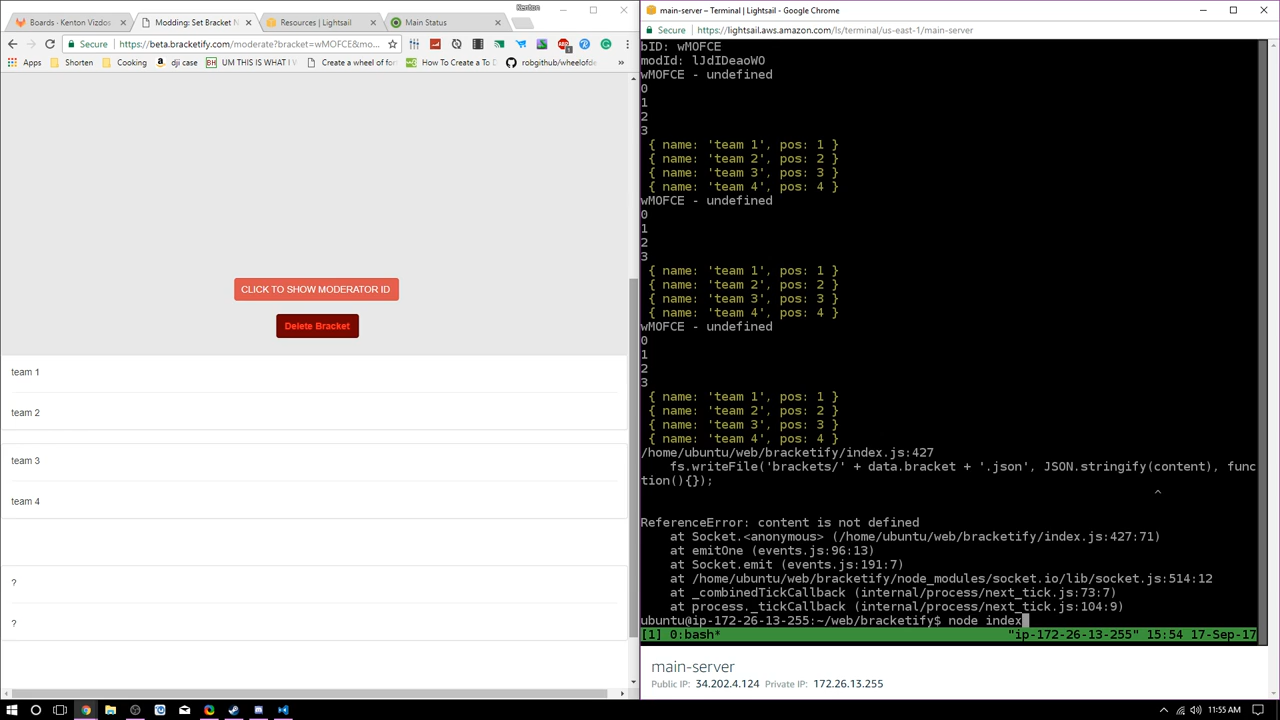 Boards · Kenton Vizdos
Modding: Set Bracket N
Resources | Lightsail
Main Status
Kenton
Secure
https://beta.bracketify.com/moderate?bracket=wMOFCE&mo
Apps
Shorten
Cooking
dji case
UM THIS IS WHAT I W
Create a wheel of for
How To Create a To D
robgithub/wheelofde
CLICK TO SHOW MODERATOR ID
Delete Bracket
team 1
team 2
team 3
team 4
?
?
main-server – Terminal | Lightsail - Google Chrome
Secure
https://lightsail.aws.amazon.com/ls/terminal/us-east-1/main-server
bID: wMOFCE
modId: lJdIDeaoWO
wMOFCE - undefined
0
1
2
3
{ name: 'team 1', pos: 1 }
{ name: 'team 2', pos: 2 }
{ name: 'team 3', pos: 3 }
{ name: 'team 4', pos: 4 }
wMOFCE - undefined
0
1
2
3
{ name: 'team 1', pos: 1 }
{ name: 'team 2', pos: 2 }
{ name: 'team 3', pos: 3 }
{ name: 'team 4', pos: 4 }
wMOFCE - undefined
0
1
2
3
{ name: 'team 1', pos: 1 }
{ name: 'team 2', pos: 2 }
{ name: 'team 3', pos: 3 }
{ name: 'team 4', pos: 4 }
/home/ubuntu/web/bracketify/index.js:427
fs.writeFile('brackets/' + data.bracket + '.json', JSON.stringify(content), func
tion(){});
^
ReferenceError: content is not defined
at Socket.<anonymous> (/home/ubuntu/web/bracketify/index.js:427:71)
at emitOne (events.js:96:13)
at Socket.emit (events.js:191:7)
at /home/ubuntu/web/bracketify/node_modules/socket.io/lib/socket.js:514:12
at _combinedTickCallback (internal/process/next_tick.js:73:7)
at process._tickCallback (internal/process/next_tick.js:104:9)
ubuntu@ip-172-26-13-255:~/web/bracketify$ node index
[1] 0:bash* "ip-172-26-13-255" 15:54 17-Sep-17
main-server
Public IP: 34.202.4.124 Private IP: 172.26.13.255
11:55 AM